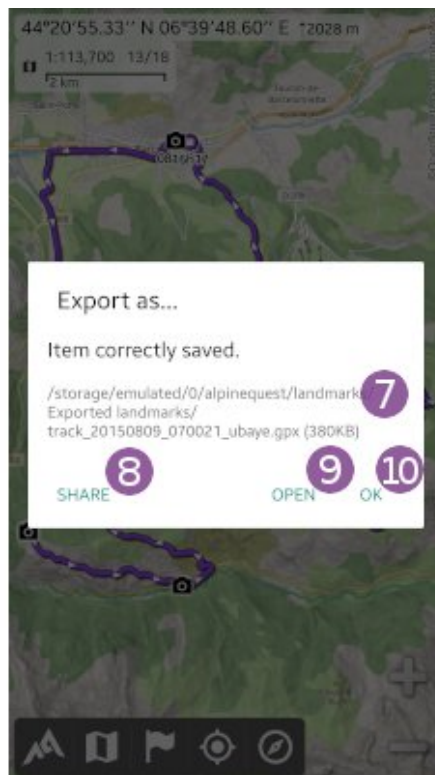 44°20'55.33'' N 06°39'48.60'' E ↑2028 m
1:113,700 13/18
2 km
Export as...
Item correctly saved.
/storage/emulated/0/alpinequest/landmarks/
7
Exported landmarks/
track_20150809_070021_ubaye.gpx (380KB)
8
9
10
SHARE
OPEN
OK